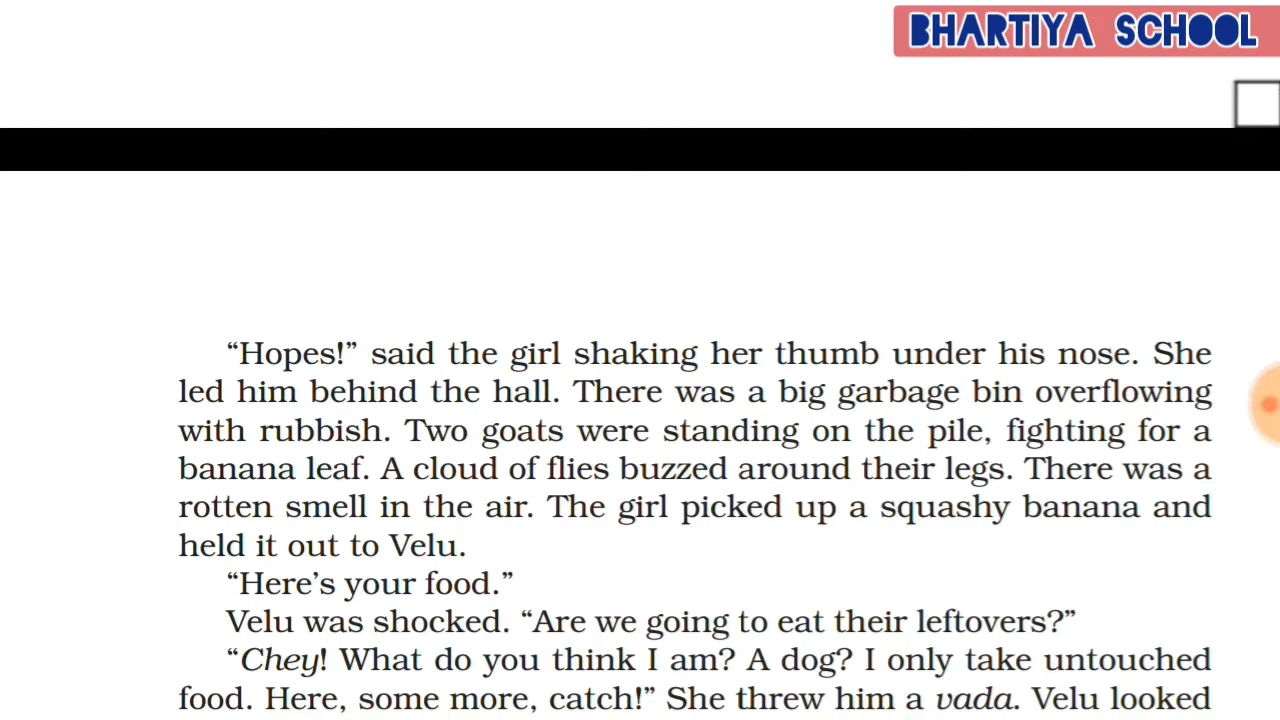 BHARTIYA SCHOOL
“Hopes!” said the girl shaking her thumb under his nose. She
led him behind the hall. There was a big garbage bin overflowing
with rubbish. Two goats were standing on the pile, fighting for a
banana leaf. A cloud of flies buzzed around their legs. There was a
rotten smell in the air. The girl picked up a squashy banana and
held it out to Velu.
“Here’s your food.”
Velu was shocked. “Are we going to eat their leftovers?”
“Chey! What do you think I am? A dog? I only take untouched
food. Here, some more, catch!” She threw him a vada. Velu looked